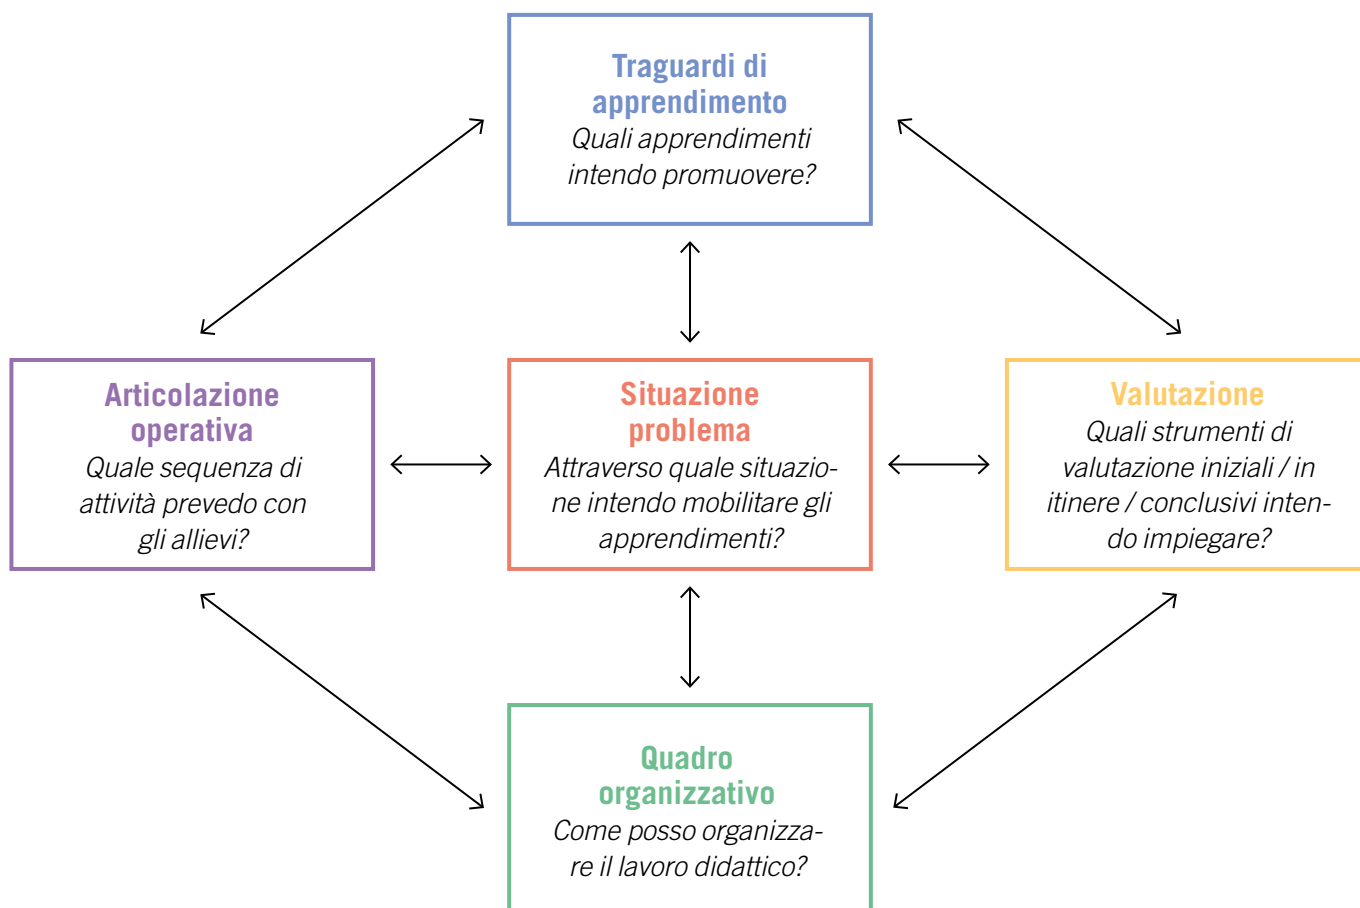 Traguardi di
apprendimento
Quali apprendimenti
intendo promuovere?
Articolazione
operativa
Quale sequenza di
attività prevedo con
gli allievi?
Situazione
problema
Attraverso quale situazio-
ne intendo mobilitare gli
apprendimenti?
Valutazione
Quali strumenti di
valutazione iniziali / in
itinere / conclusivi inten-
do impiegare?
Quadro
organizzativo
Come posso organizza-
re il lavoro didattico?